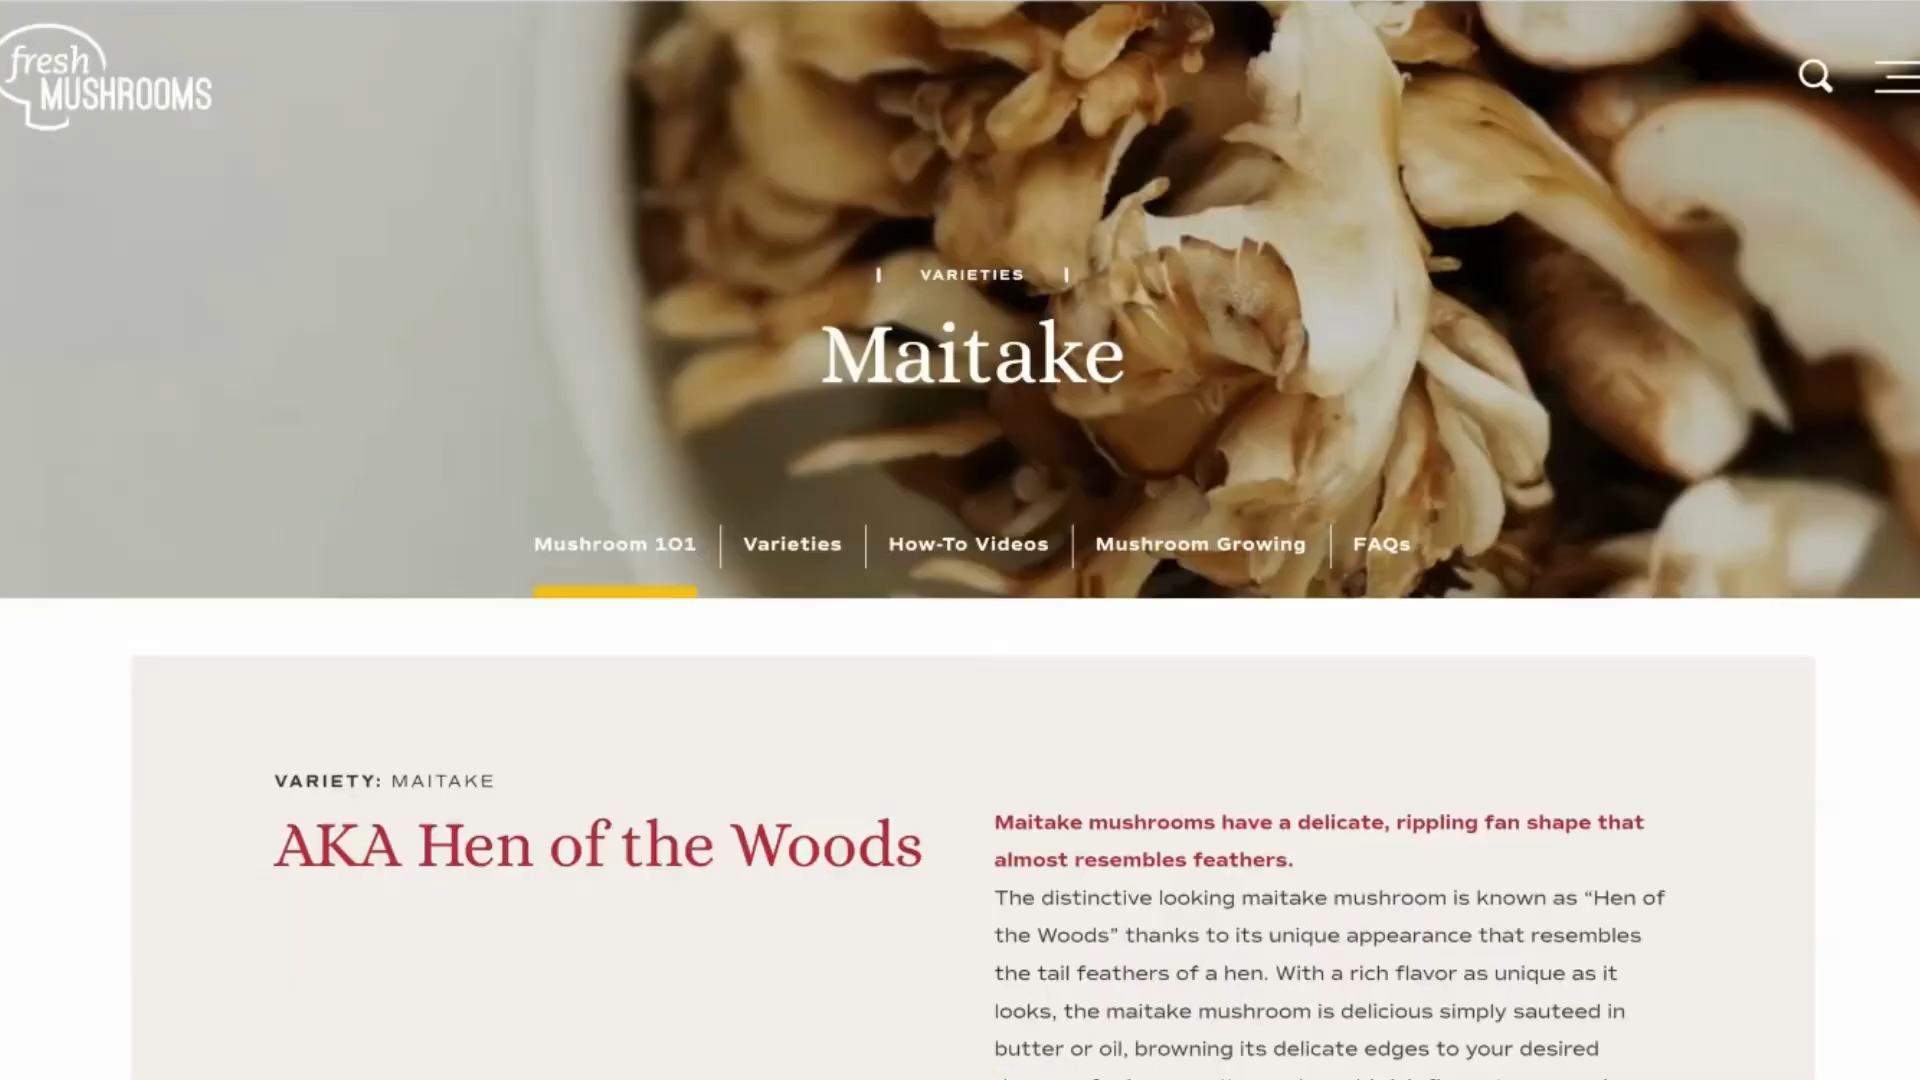 fresh
MUSHROOMS
VARIETIES
Maitake
Mushroom 101
Varieties
How-To Videos
Mushroom Growing
FAQs
VARIETY: MAITAKE
AKA Hen of the Woods
Maitake mushrooms have a delicate, rippling fan shape that
almost resembles feathers.
The distinctive looking maitake mushroom is known as “Hen of
the Woods” thanks to its unique appearance that resembles
the tail feathers of a hen. With a rich flavor as unique as it
looks, the maitake mushroom is delicious simply sauteed in
butter or oil, browning its delicate edges to your desired